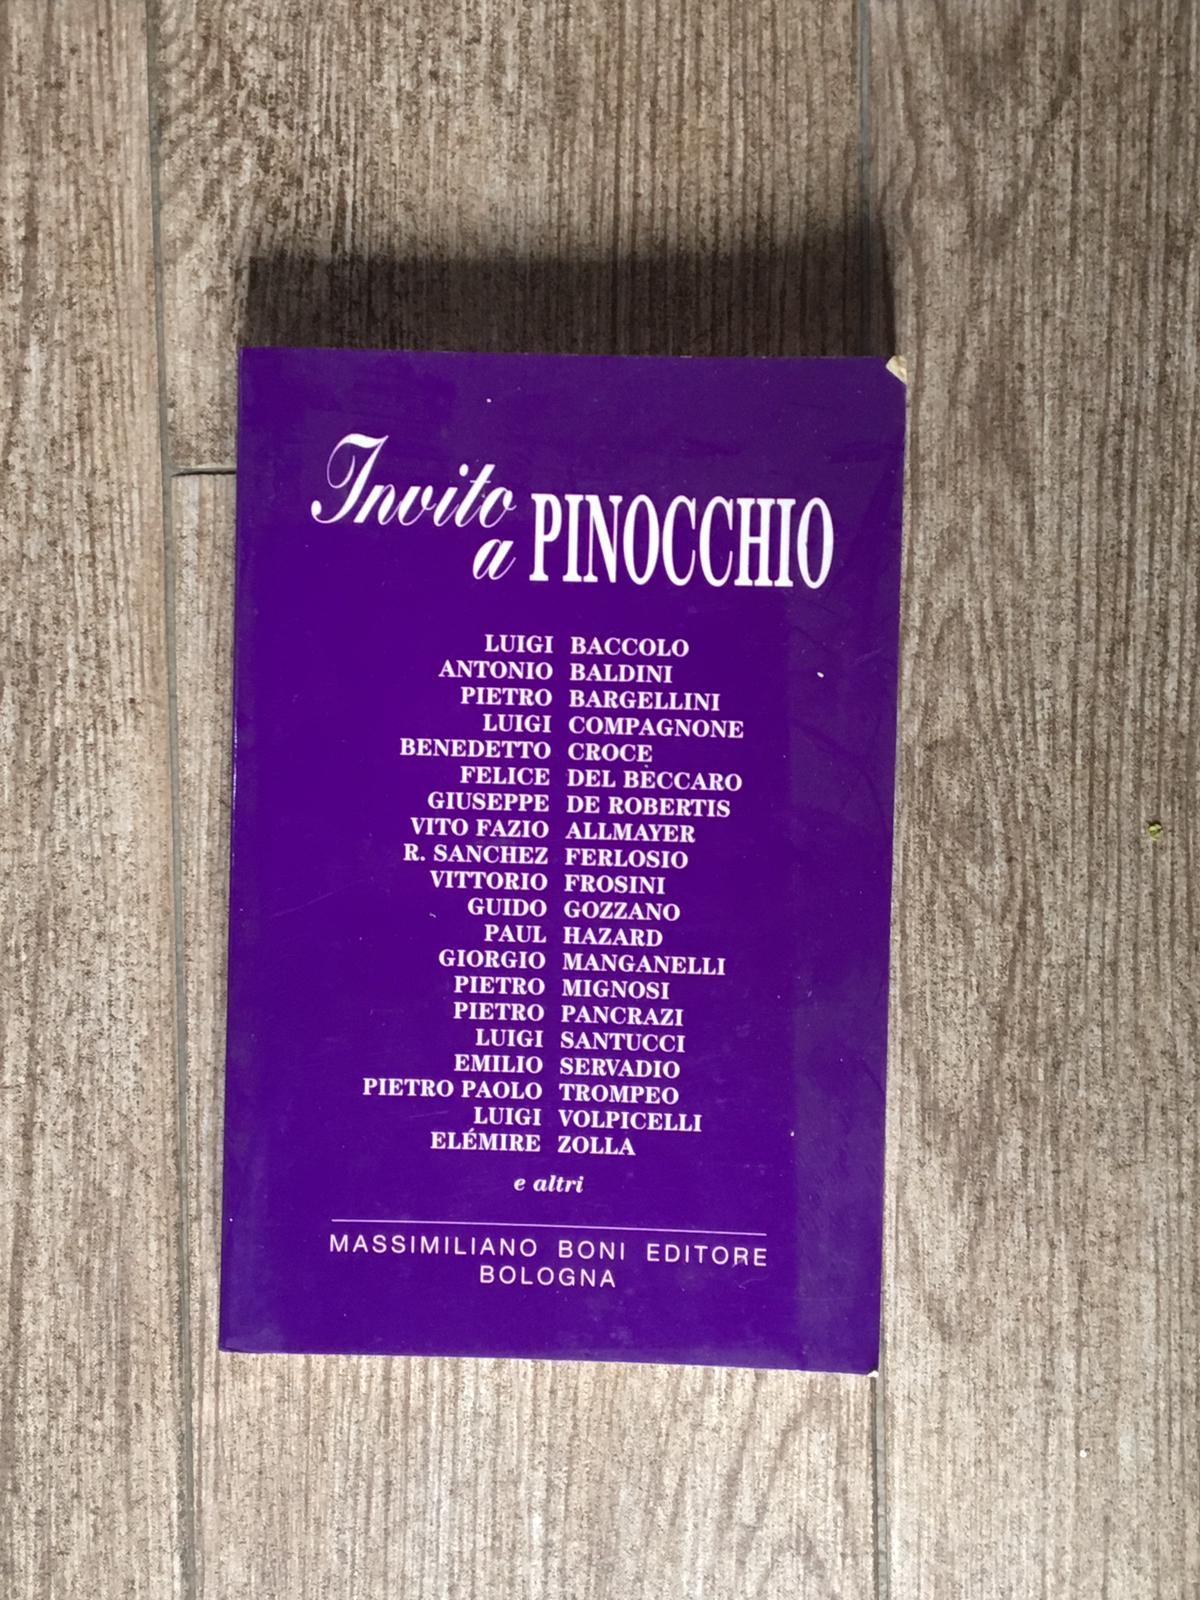 Invito
a PINOCCHIO
LUIGI BACCOLO
ANTONIO BALDINI
PIETRO BARGELLINI
LUIGI COMPAGNONE
BENEDETTO CROCE
FELICE DEL BECCARO
GIUSEPPE DE ROBERTIS
VITO FAZIO ALLMAYER
R. SANCHEZ FERLOSIO
VITTORIO FROSINI
GUIDO GOZZANO
PAUL HAZARD
GIORGIO MANGANELLI
PIETRO MIGNOSI
PIETRO PANCRAZI
LUIGI SANTUCCI
EMILIO SERVADIO
PIETRO PAOLO TROMPEO
LUIGI VOLPICELLI
ELÉMIRE ZOLLA
e altri
MASSIMILIANO BONI EDITORE
BOLOGNA